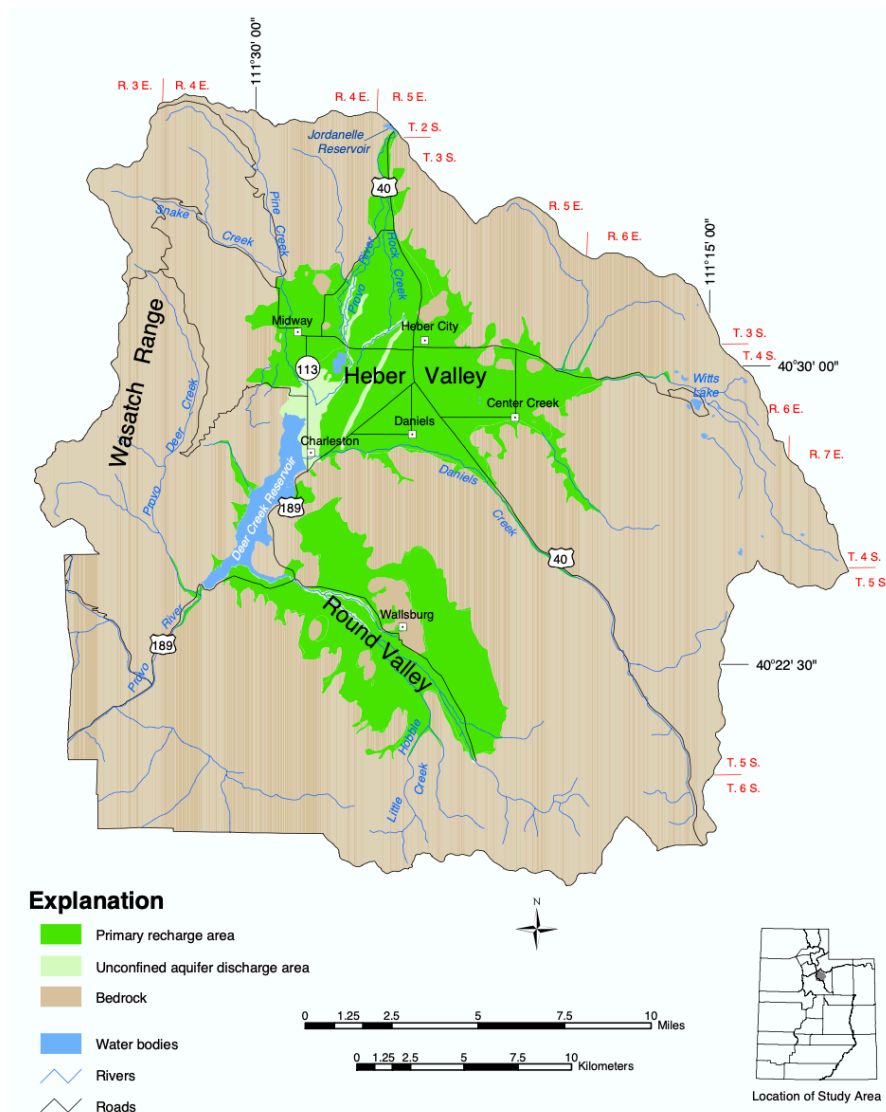 111°30' 00"
R. 3 E.
R. 4 E.
R. 4 E.
R. 5 E.
Jordanelle
Reservoir
T. 2 S.
T. 3 S.
40
R. 5 E.
R. 6 E.
111°15' 00"
Snake
Creek
Pine
Creek
Provo
River
Rock
Creek
Midway
Heber City
113
Heber Valley
T. 3 S.
T. 4 S.
40°30' 00"
Witts
Lake
R. 6 E.
R. 7 E.
Wasatch Range
Provo
Deer Creek
Center Creek
Daniels
Charleston
Daniels
Creek
Deer Creek Reservoir
189
40
T. 4 S.
T. 5 S.
Wallsburg
Round Valley
189
Provo
River
40°22' 30"
Hobble
Little
Creek
T. 5 S.
T. 6 S.
Explanation
Primary recharge area
Unconfined aquifer discharge area
Bedrock
Water bodies
Rivers
Roads
N
0 1.25 2.5 5 7.5 10
Miles
0 1.25 2.5 5 7.5 10
Kilometers
Location of Study Area